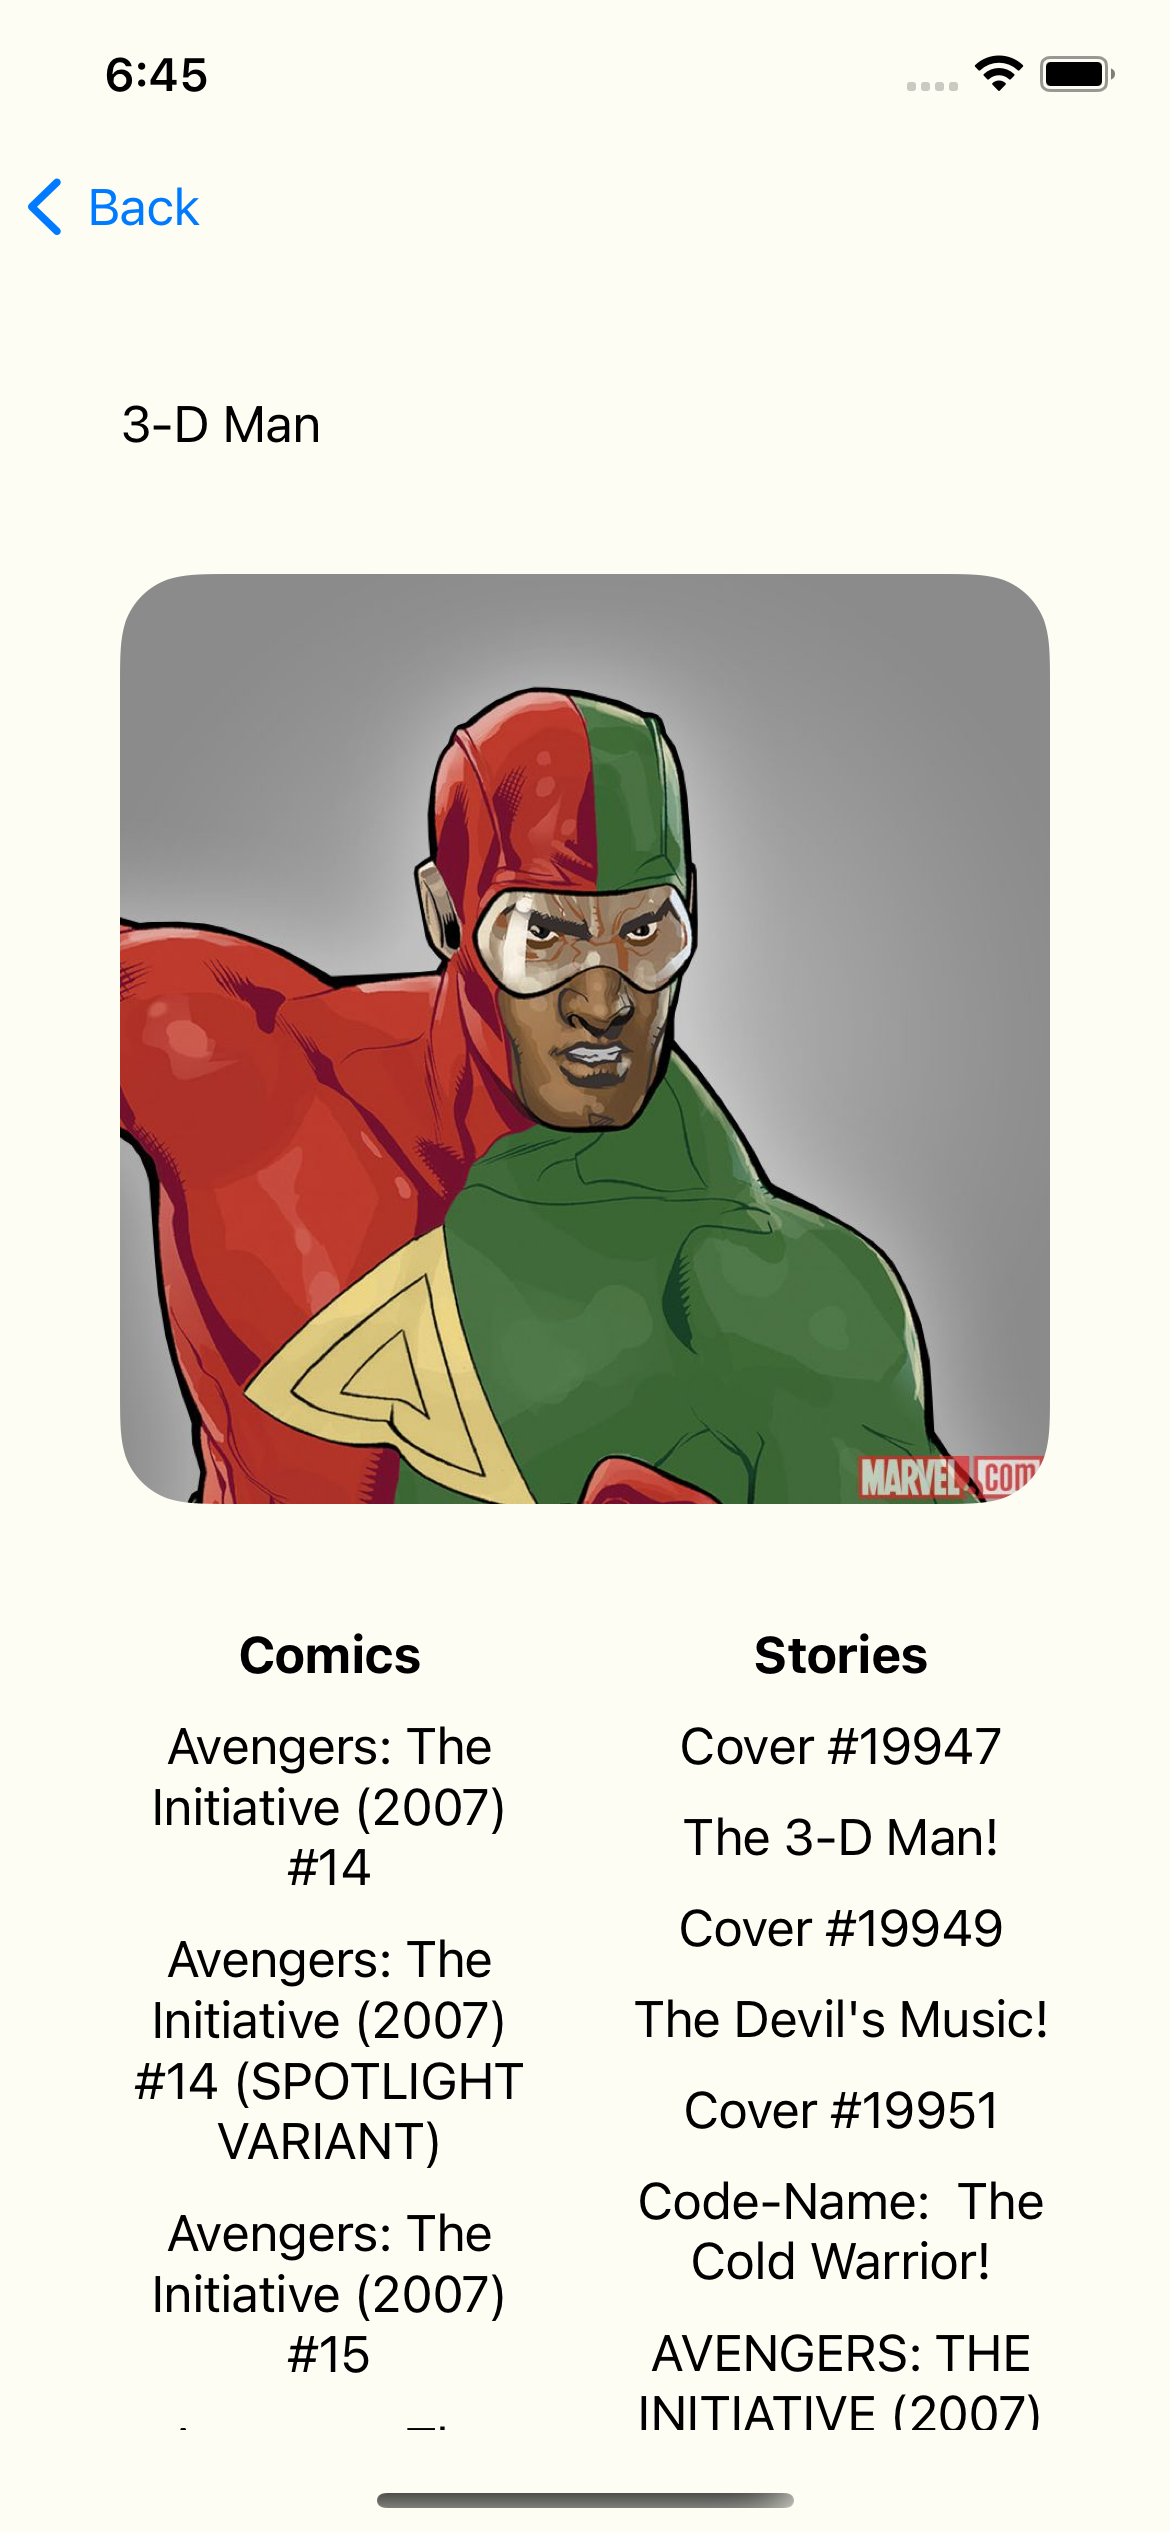 6:45
Back
3-D Man
MARVEL.COM
Comics
Avengers: The
Initiative (2007)
#14
Avengers: The
Initiative (2007)
#14 (SPOTLIGHT
VARIANT)
Avengers: The
Initiative (2007)
#15
Stories
Cover #19947
The 3-D Man!
Cover #19949
The Devil's Music!
Cover #19951
Code-Name:  The
Cold Warrior!
AVENGERS: THE
INITIATIVE (2007)